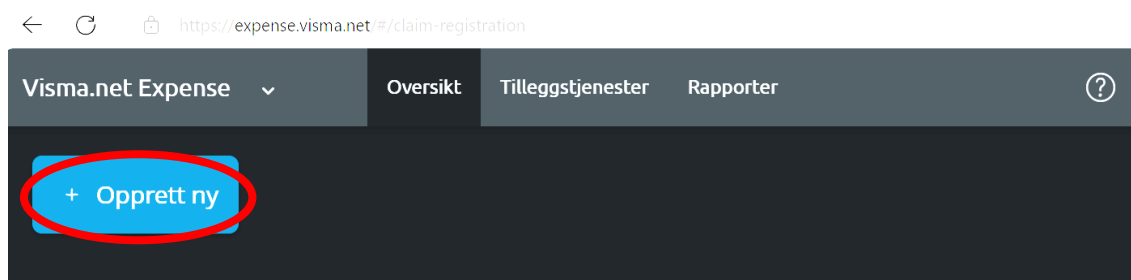 https://expense.visma.net/#/claim-registration
Visma.net Expense Oversikt Tilleggstjenester Rapporter ?
+ Opprett ny